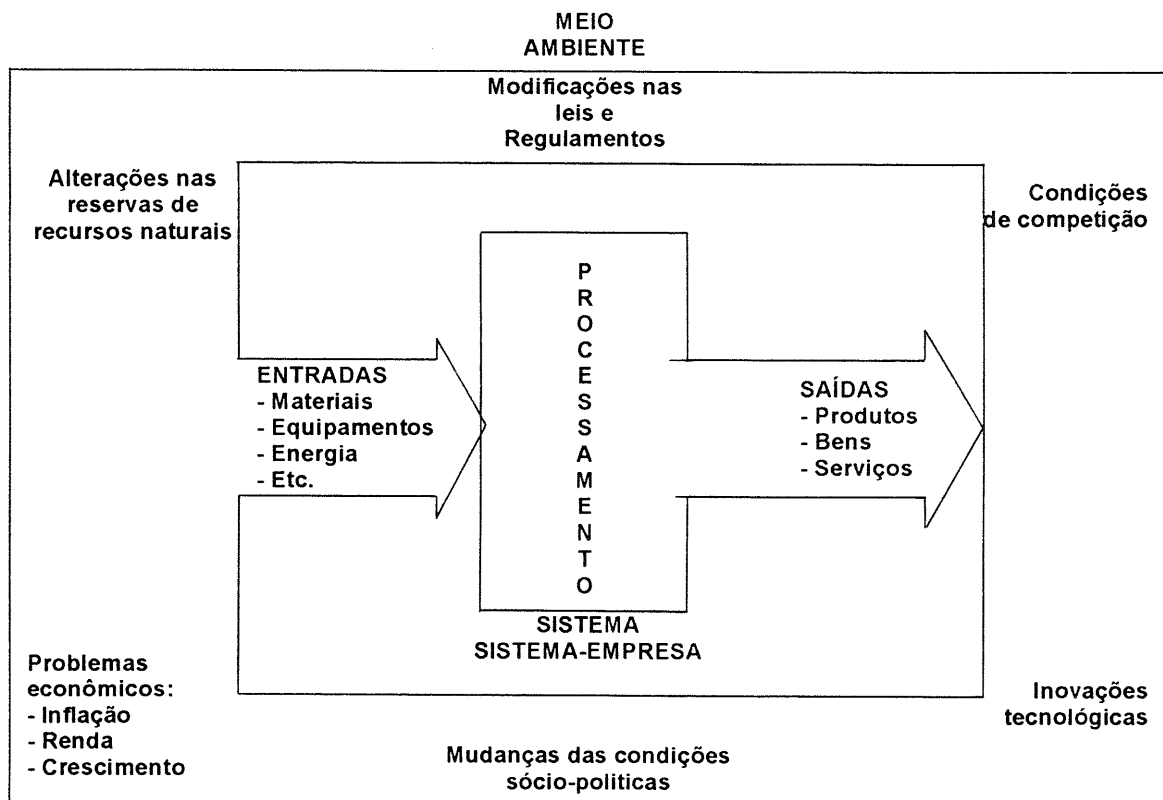 MEIO
AMBIENTE
Modificações nas
leis e
Regulamentos
Alterações nas
reservas de
recursos naturais
Condições
de competição
ENTRADAS
- Materiais
- Equipamentos
- Energia
- Etc.
P
R
O
C
E
S
S
A
M
E
N
T
O
SAÍDAS
- Produtos
- Bens
- Serviços
SISTEMA
SISTEMA-EMPRESA
Problemas
econômicos:
- Inflação
- Renda
- Crescimento
Mudanças das condições
sócio-politicas
Inovações
tecnológicas